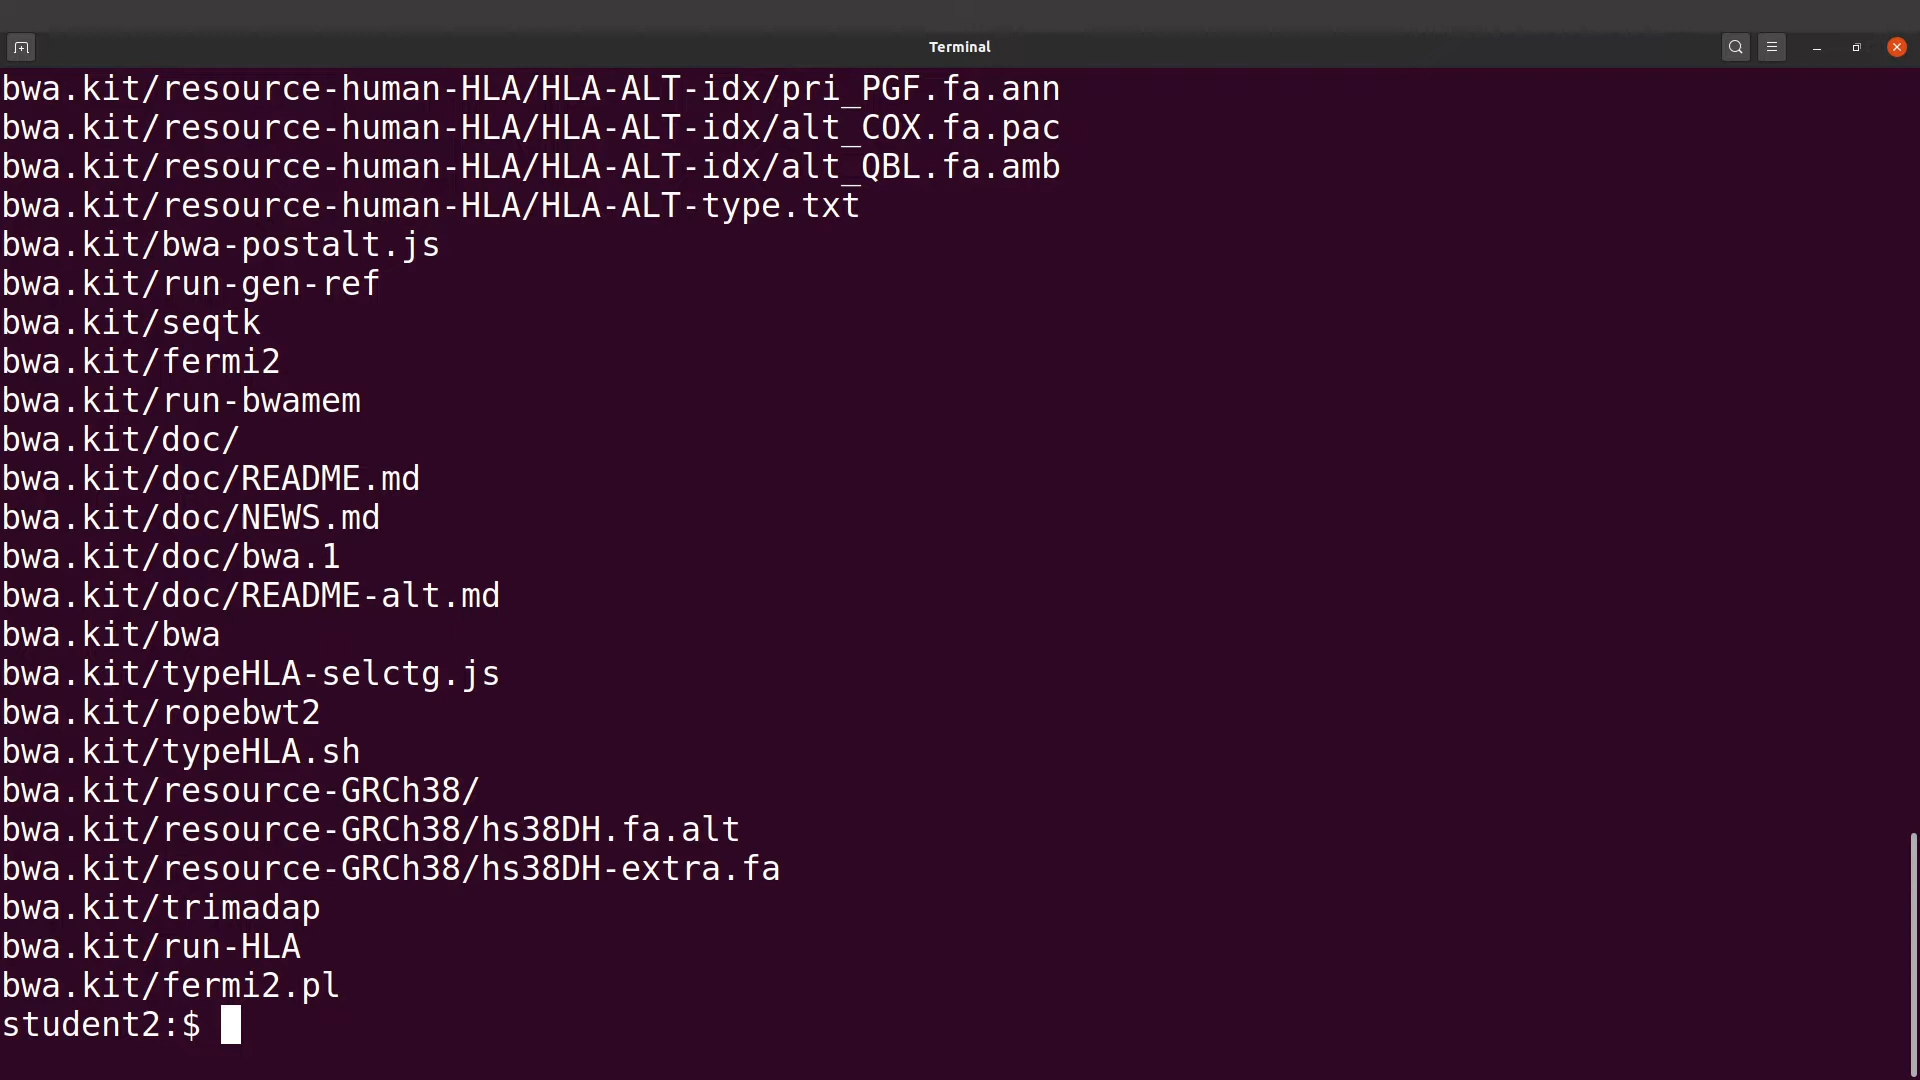 Terminal
bwa.kit/resource-human-HLA/HLA-ALT-idx/pri_PGF.fa.ann
bwa.kit/resource-human-HLA/HLA-ALT-idx/alt_COX.fa.pac
bwa.kit/resource-human-HLA/HLA-ALT-idx/alt_QBL.fa.amb
bwa.kit/resource-human-HLA/HLA-ALT-type.txt
bwa.kit/bwa-postalt.js
bwa.kit/run-gen-ref
bwa.kit/seqtk
bwa.kit/fermi2
bwa.kit/run-bwamem
bwa.kit/doc/
bwa.kit/doc/README.md
bwa.kit/doc/NEWS.md
bwa.kit/doc/bwa.1
bwa.kit/doc/README-alt.md
bwa.kit/bwa
bwa.kit/typeHLA-selctg.js
bwa.kit/ropebwt2
bwa.kit/typeHLA.sh
bwa.kit/resource-GRCh38/
bwa.kit/resource-GRCh38/hs38DH.fa.alt
bwa.kit/resource-GRCh38/hs38DH-extra.fa
bwa.kit/trimadap
bwa.kit/run-HLA
bwa.kit/fermi2.pl
student2:$